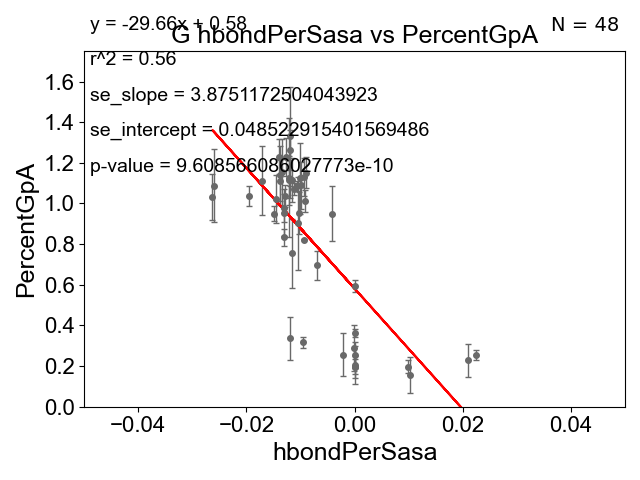 y = -29.66x + 0.58
N = 48
G hbondPerSasa vs PercentGpA
r^2 = 0.56
se_slope = 3.8751172504043923
se_intercept = 0.048522915401569486
p-value = 9.608566086027773e-10
1.6
1.4
1.2
1.0
0.8
0.6
0.4
0.2
0.0
PercentGpA
−0.04
−0.02
0.00
0.02
0.04
hbondPerSasa